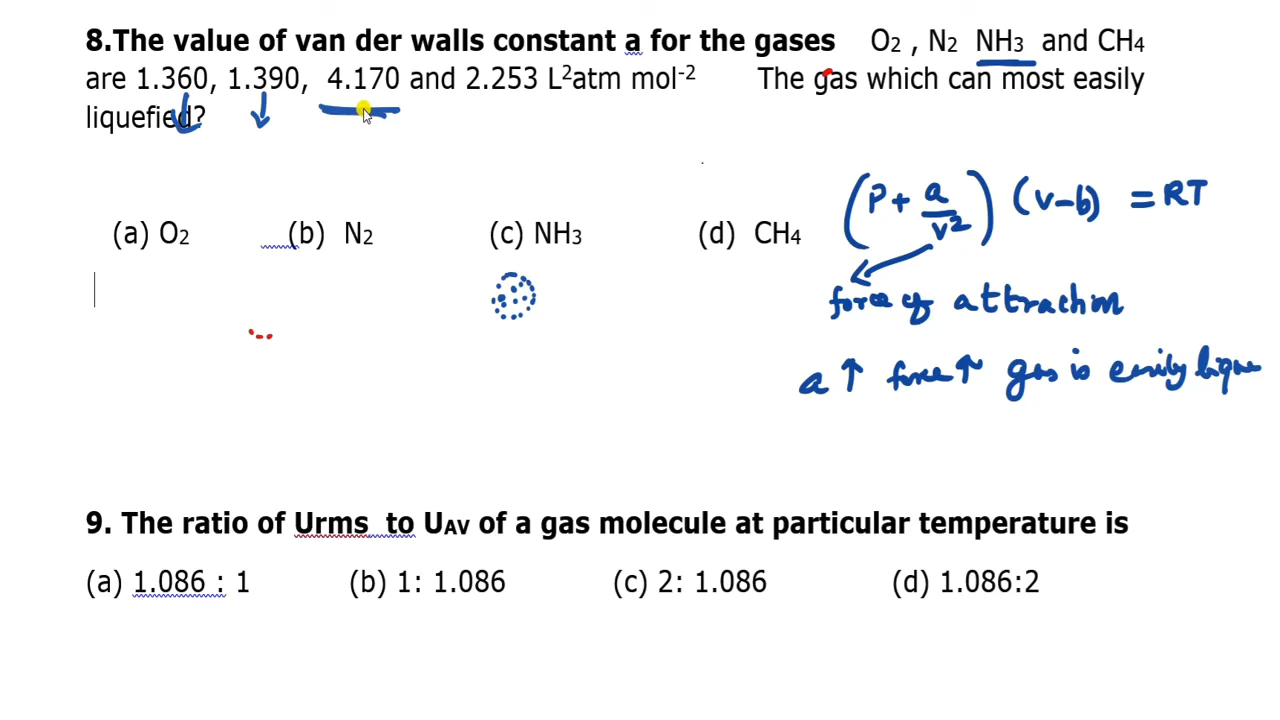 8.The value of van der walls constant a for the gases O₂ , N₂ NH₃ and CH₄
are 1.360, 1.390, 4.170 and 2.253 L²atm mol⁻² The gas which can most easily
liquefied?
(P + a/v²) (v-b) = RT
(a) O₂ (b) N₂ (c) NH₃ (d) CH₄
force of attraction
a ↑ force ↑ gas is easily lique
9. The ratio of Urms to UAV of a gas molecule at particular temperature is
(a) 1.086 : 1 (b) 1: 1.086 (c) 2: 1.086 (d) 1.086:2